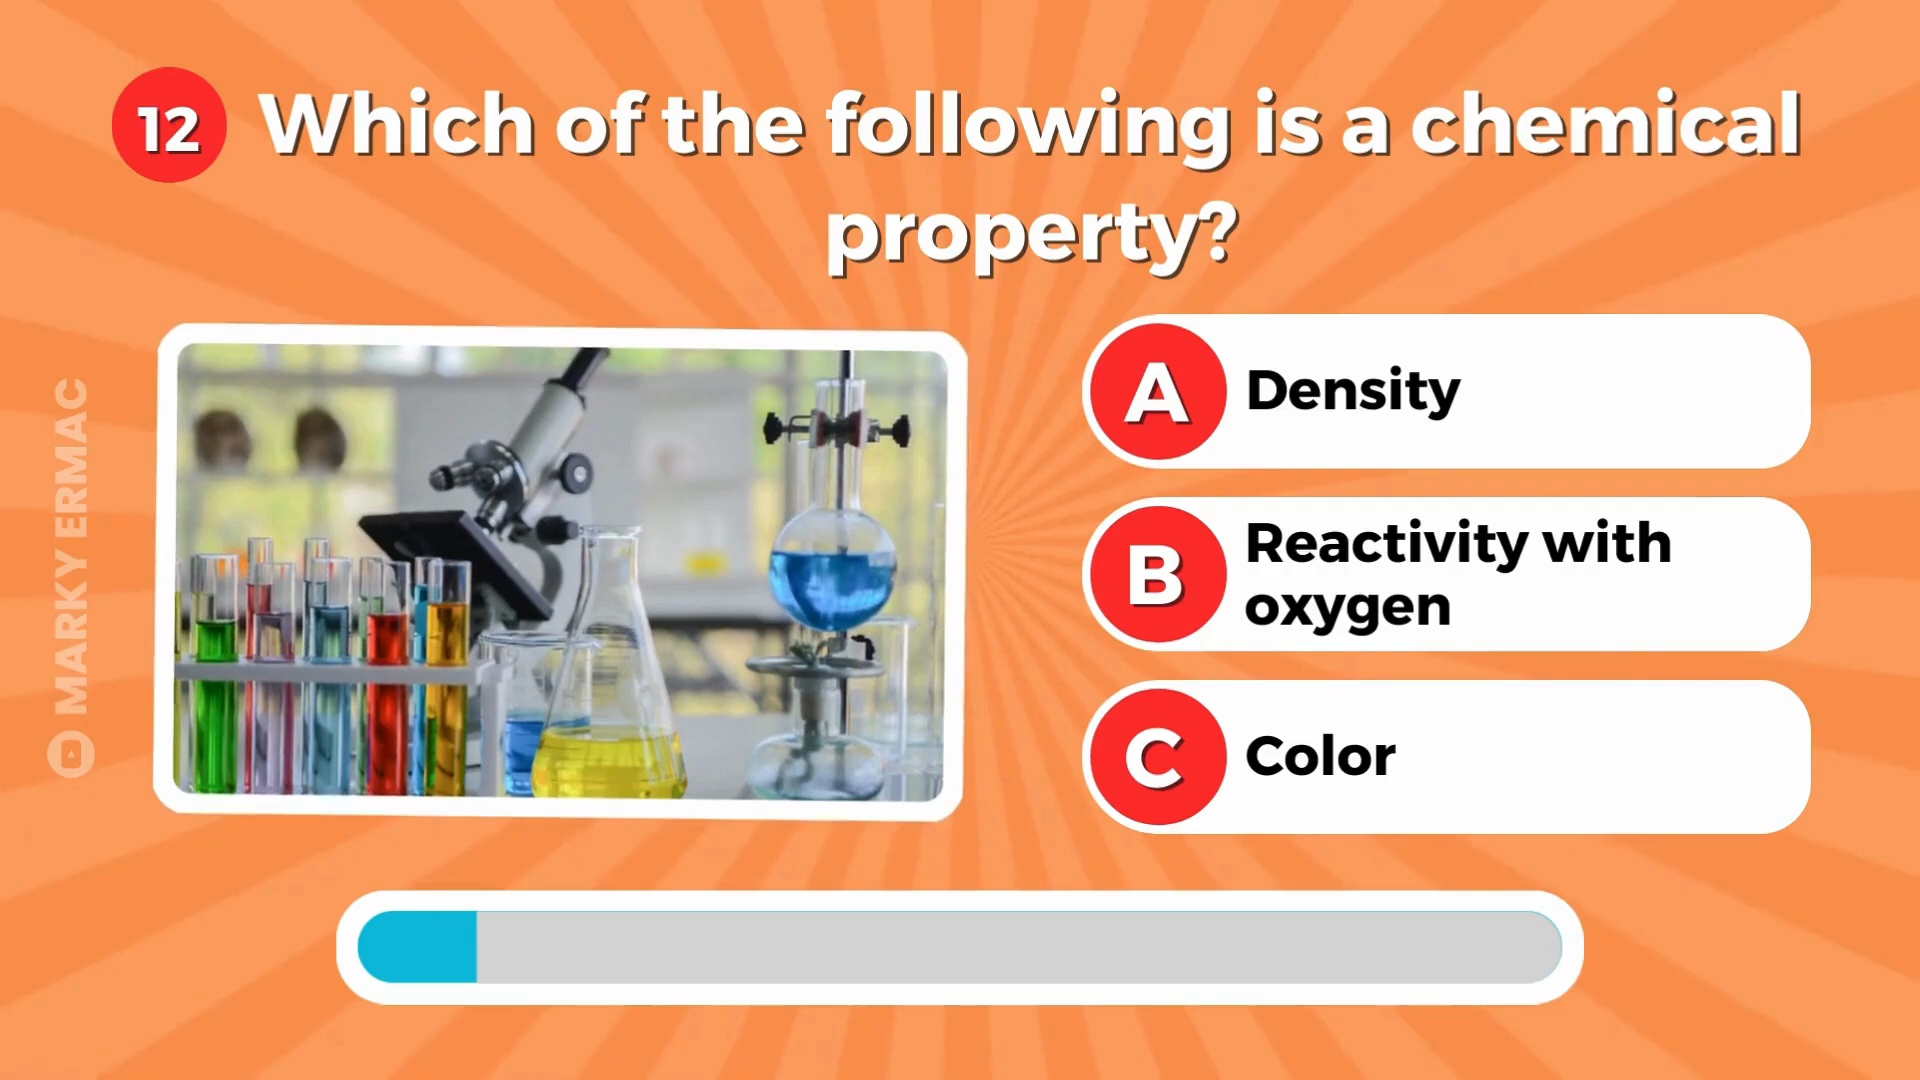 12
Which of the following is a chemical
property?
A
Density
B
Reactivity with
oxygen
C
Color
MARKY ERMAC